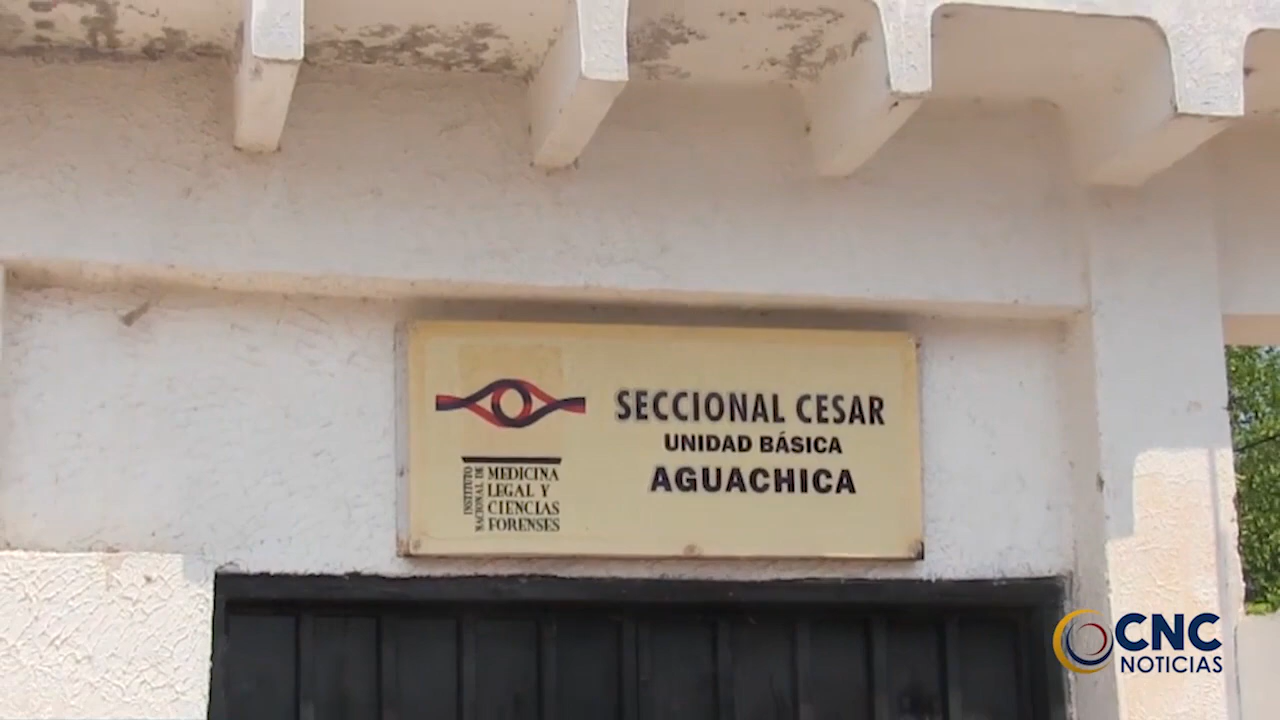 SECCIONAL CESAR
UNIDAD BÁSICA
AGUACHICA
INSTITUTO
NACIONAL DE
MEDICINA
LEGAL Y
CIENCIAS
FORENSES
CNC
NOTICIAS